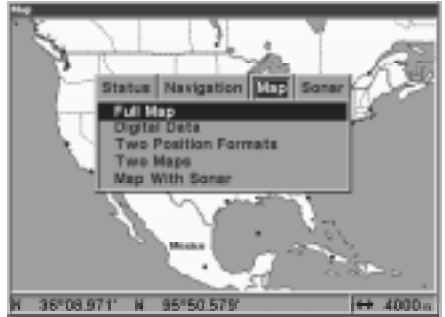 Map
Status Navigation Map Sonar
Full Map
Digital Data
Two Position Formats
Two Maps
Map With Sonar
Mexico
N 36°08.971' W 95°50.579' ↔ 4000m